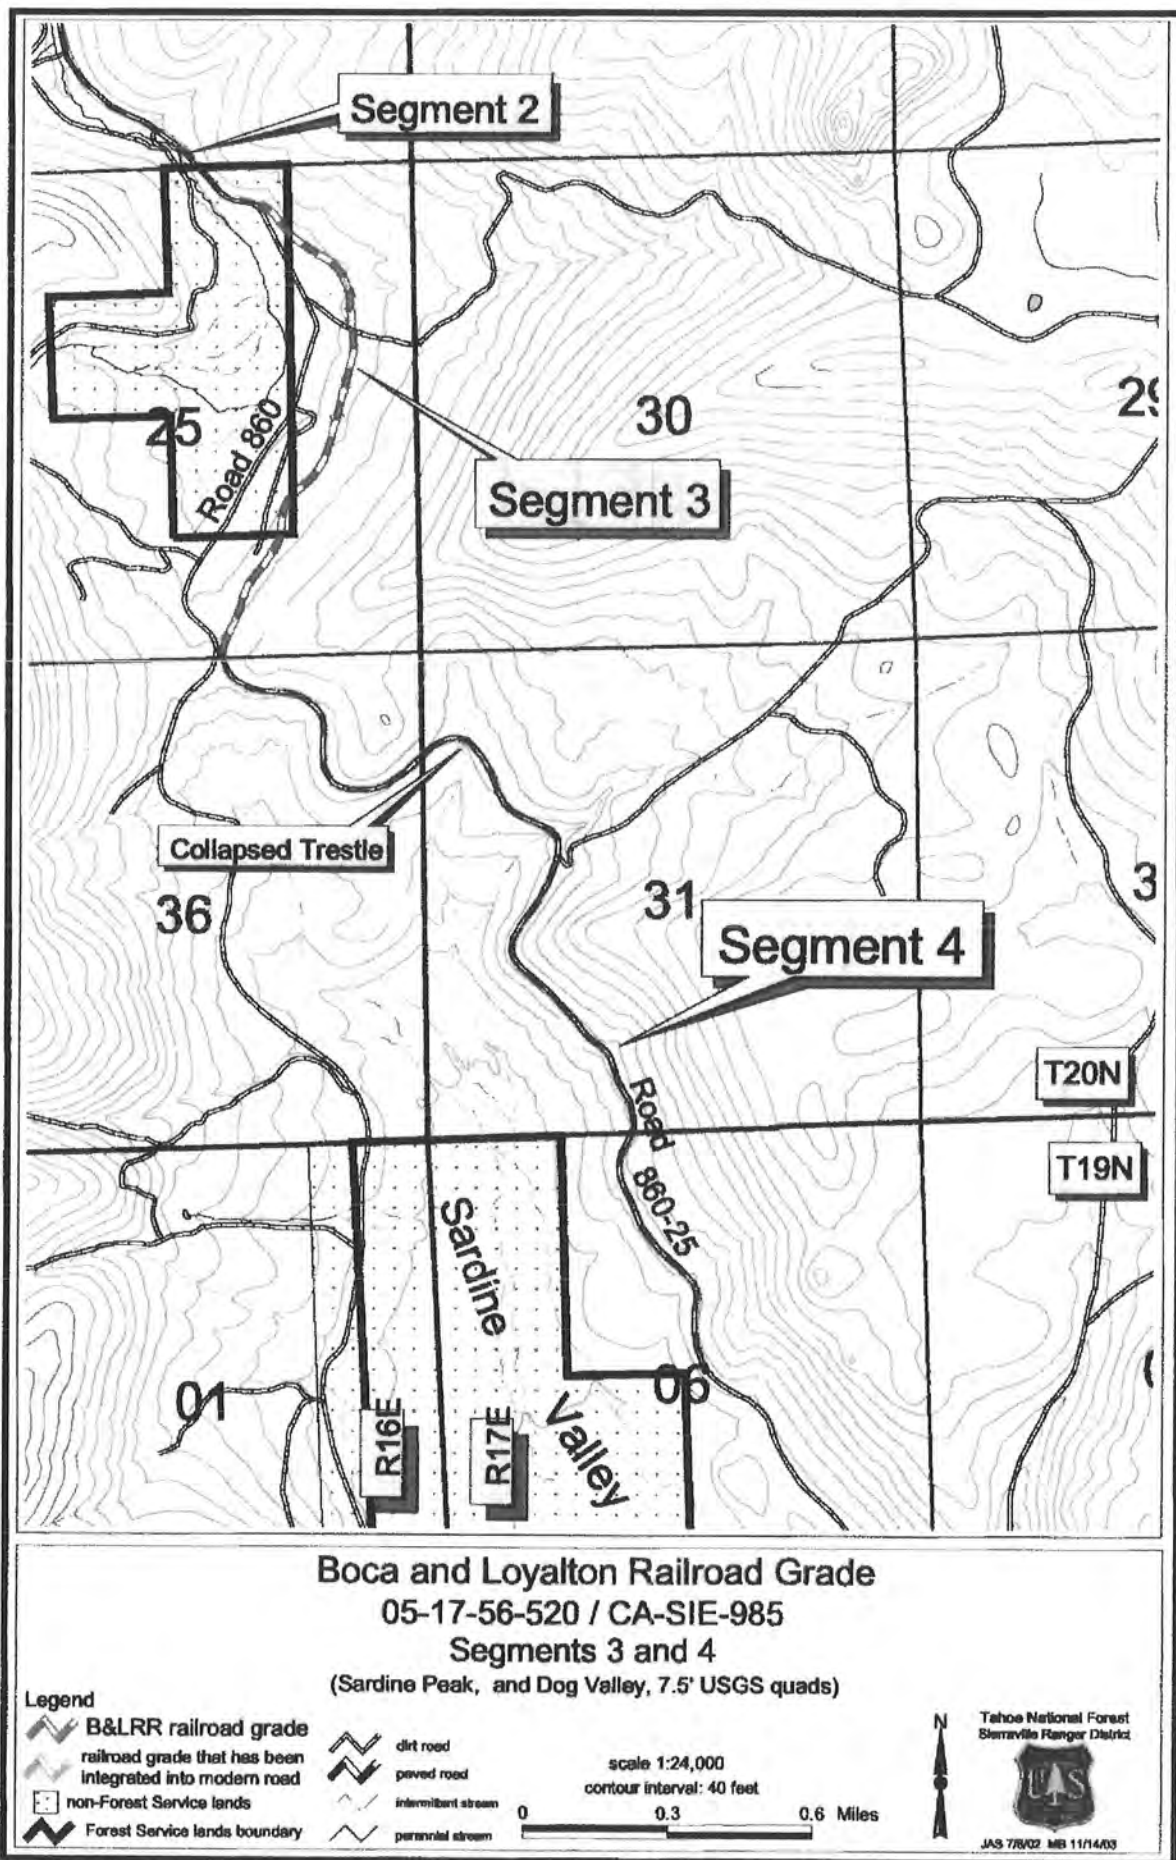 Segment 2
29
30
25
Road 860
Segment 3
Collapsed Trestle
36
31
3
Segment 4
Road 860-25
T20N
T19N
Sardine Valley
06
01
R16E
R17E
Boca and Loyalton Railroad Grade
05-17-56-520 / CA-SIE-985
Segments 3 and 4
(Sardine Peak, and Dog Valley, 7.5' USGS quads)
Legend
B&LRR railroad grade
railroad grade that has been
integrated into modern road
non-Forest Service lands
Forest Service lands boundary
dirt road
paved road
intermittent stream
perennial stream
scale 1:24,000
contour interval: 40 feet
0 0.3 0.6 Miles
N
Tahoe National Forest
Sierraville Ranger District
U S
JAS 7/8/02 MB 11/14/03